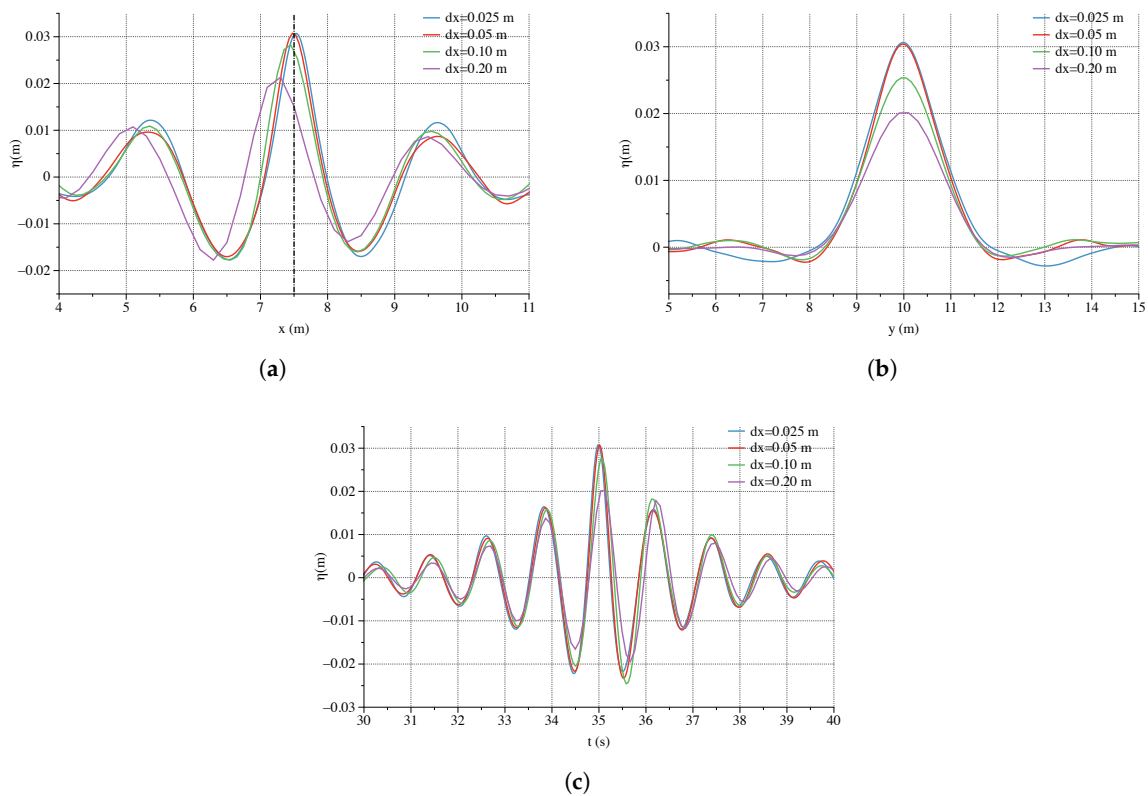 dx=0.025 m
dx=0.05 m
dx=0.10 m
dx=0.20 m
0.03
0.02
0.01
0
−0.01
−0.02
η(m)
4 5 6 7 8 9 10 11
x (m)
(a)
dx=0.025 m
dx=0.05 m
dx=0.10 m
dx=0.20 m
0.03
0.02
0.01
0
η(m)
5 6 7 8 9 10 11 12 13 14 15
y (m)
(b)
dx=0.025 m
dx=0.05 m
dx=0.10 m
dx=0.20 m
0.03
0.02
0.01
0
−0.01
−0.02
−0.03
η(m)
30 31 32 33 34 35 36 37 38 39 40
t (s)
(c)